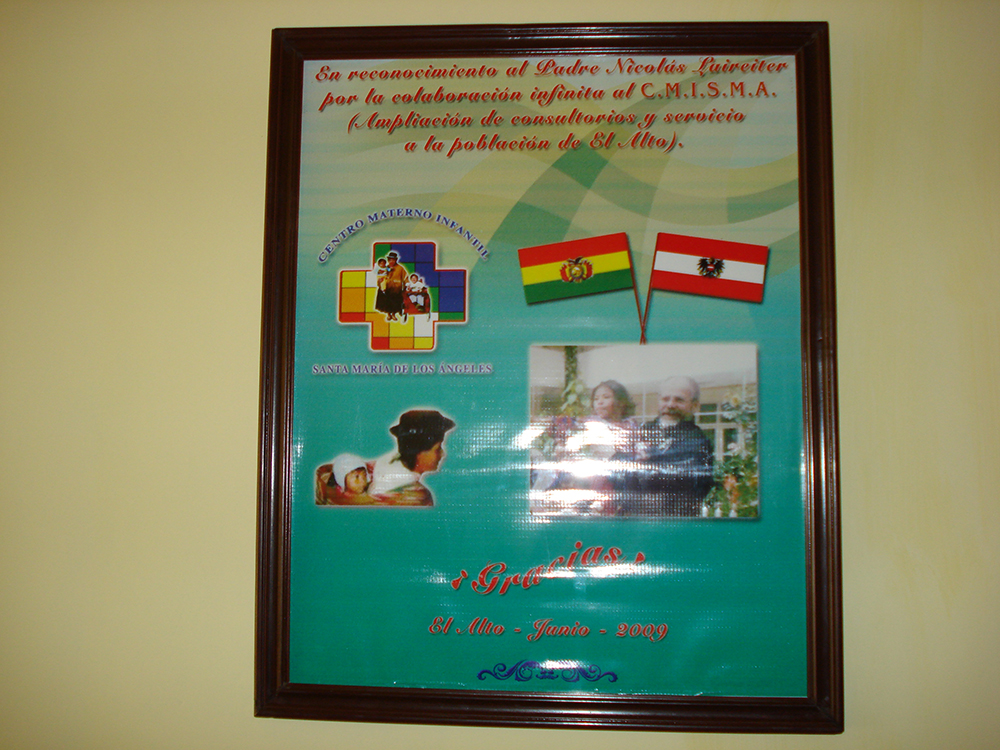 En reconocimiento al Padre Nicolás Laireiter
por la colaboración infinita al C.M.I.S.M.A.
(Ampliación de consultorios y servicio
a la población de El Alto).
CENTRO MATERNO INFANTIL
SANTA MARÍA DE LOS ÁNGELES
¡Gracias!
El Alto - Junio - 2009